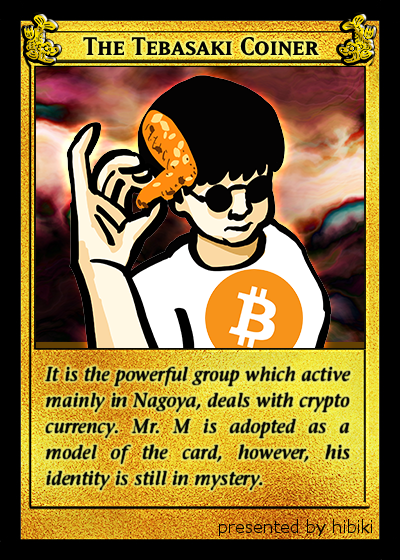 The Tebasaki Coiner
It is the powerful group which active
mainly in Nagoya, deals with crypto
currency. Mr. M is adopted as a
model of the card, however, his
identity is still in mystery.
presented by hibiki